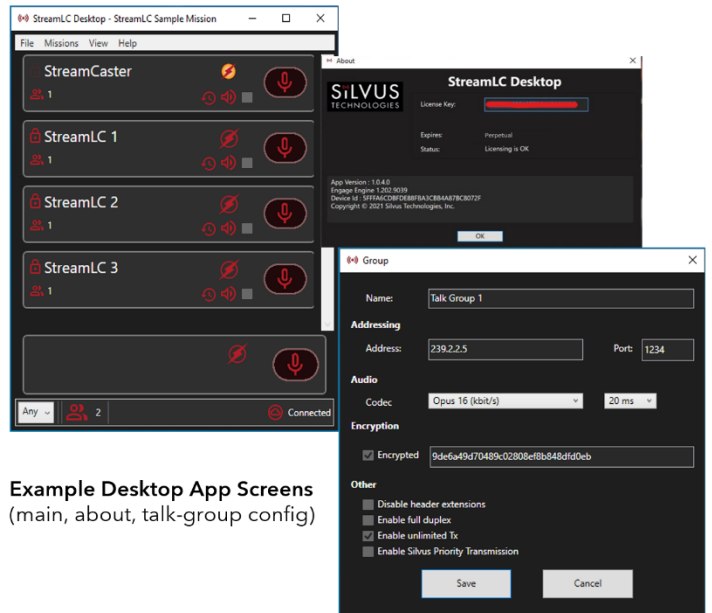 StreamLC Desktop - StreamLC Sample Mission
File Missions View Help
StreamCaster
1
StreamLC 1
1
StreamLC 2
1
StreamLC 3
1
Any 2 Connected
About
SILVUS
TECHNOLOGIES
StreamLC Desktop
License Key:
Expires: Perpetual
Status: Licensing is OK
App Version : 1.0.4.0
Engage Engine 1.202.9039
Device Id : 5FFFA6CD8FDE88FBA3CBB4A87BC8072F
Copyright © 2021 Silvus Technologies, Inc.
OK
Group
Name: Talk Group 1
Addressing
Address: 239.2.2.5 Port: 1234
Audio
Codec Opus 16 (kbit/s) 20 ms
Encryption
Encrypted 9de6a49d70489c02808ef8b848dfd0eb
Other
Disable header extensions
Enable full duplex
Enable unlimited Tx
Enable Silvus Priority Transmission
Save Cancel
Example Desktop App Screens
(main, about, talk-group config)